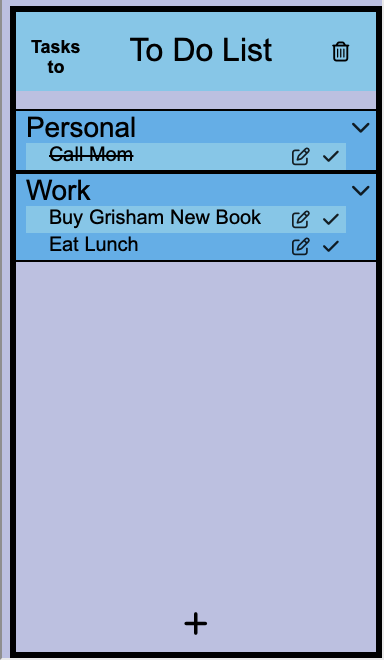 Tasks
to
To Do List
Personal
Call Mom
Work
Buy Grisham New Book
Eat Lunch